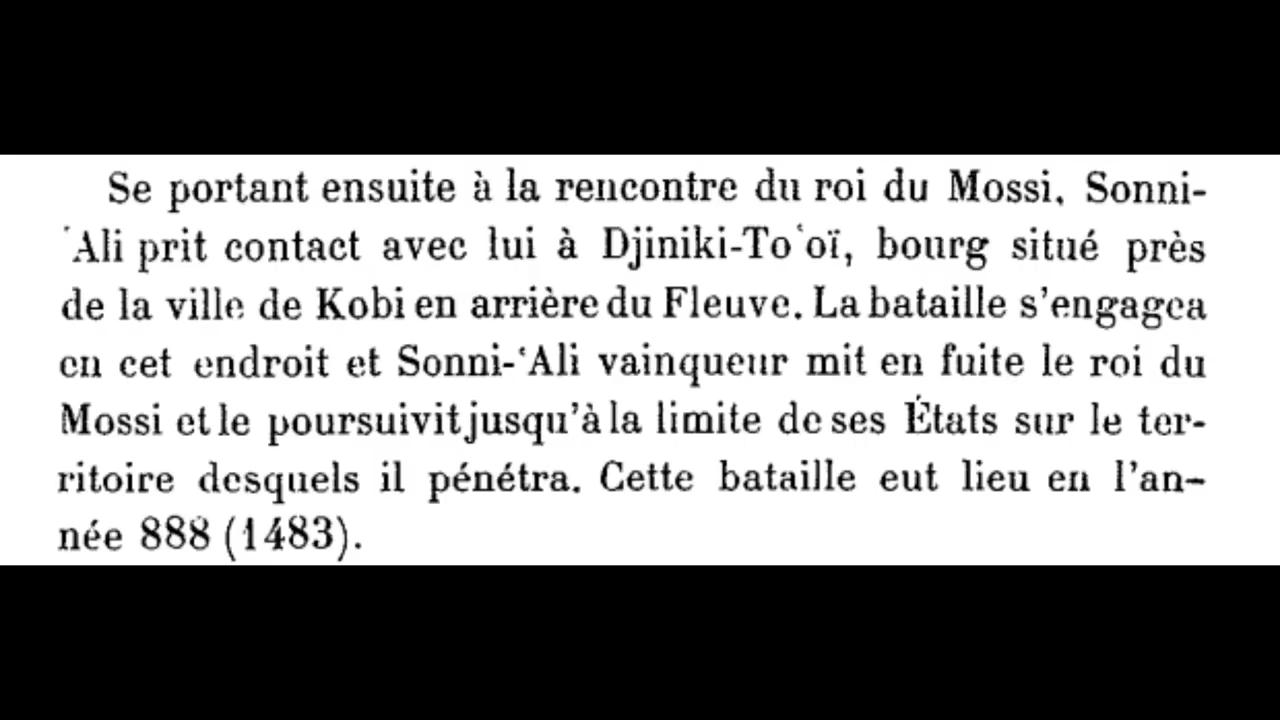 Se portant ensuite à la rencontre du roi du Mossi, Sonni-
ʿAli prit contact avec lui à Djiniki-Toʿoï, bourg situé près
de la ville de Kobi en arrière du Fleuve. La bataille s'engagea
en cet endroit et Sonni-ʿAli vainqueur mit en fuite le roi du
Mossi et le poursuivit jusqu'à la limite de ses États sur le ter-
ritoire desquels il pénétra. Cette bataille eut lieu en l'an-
née 888 (1483).